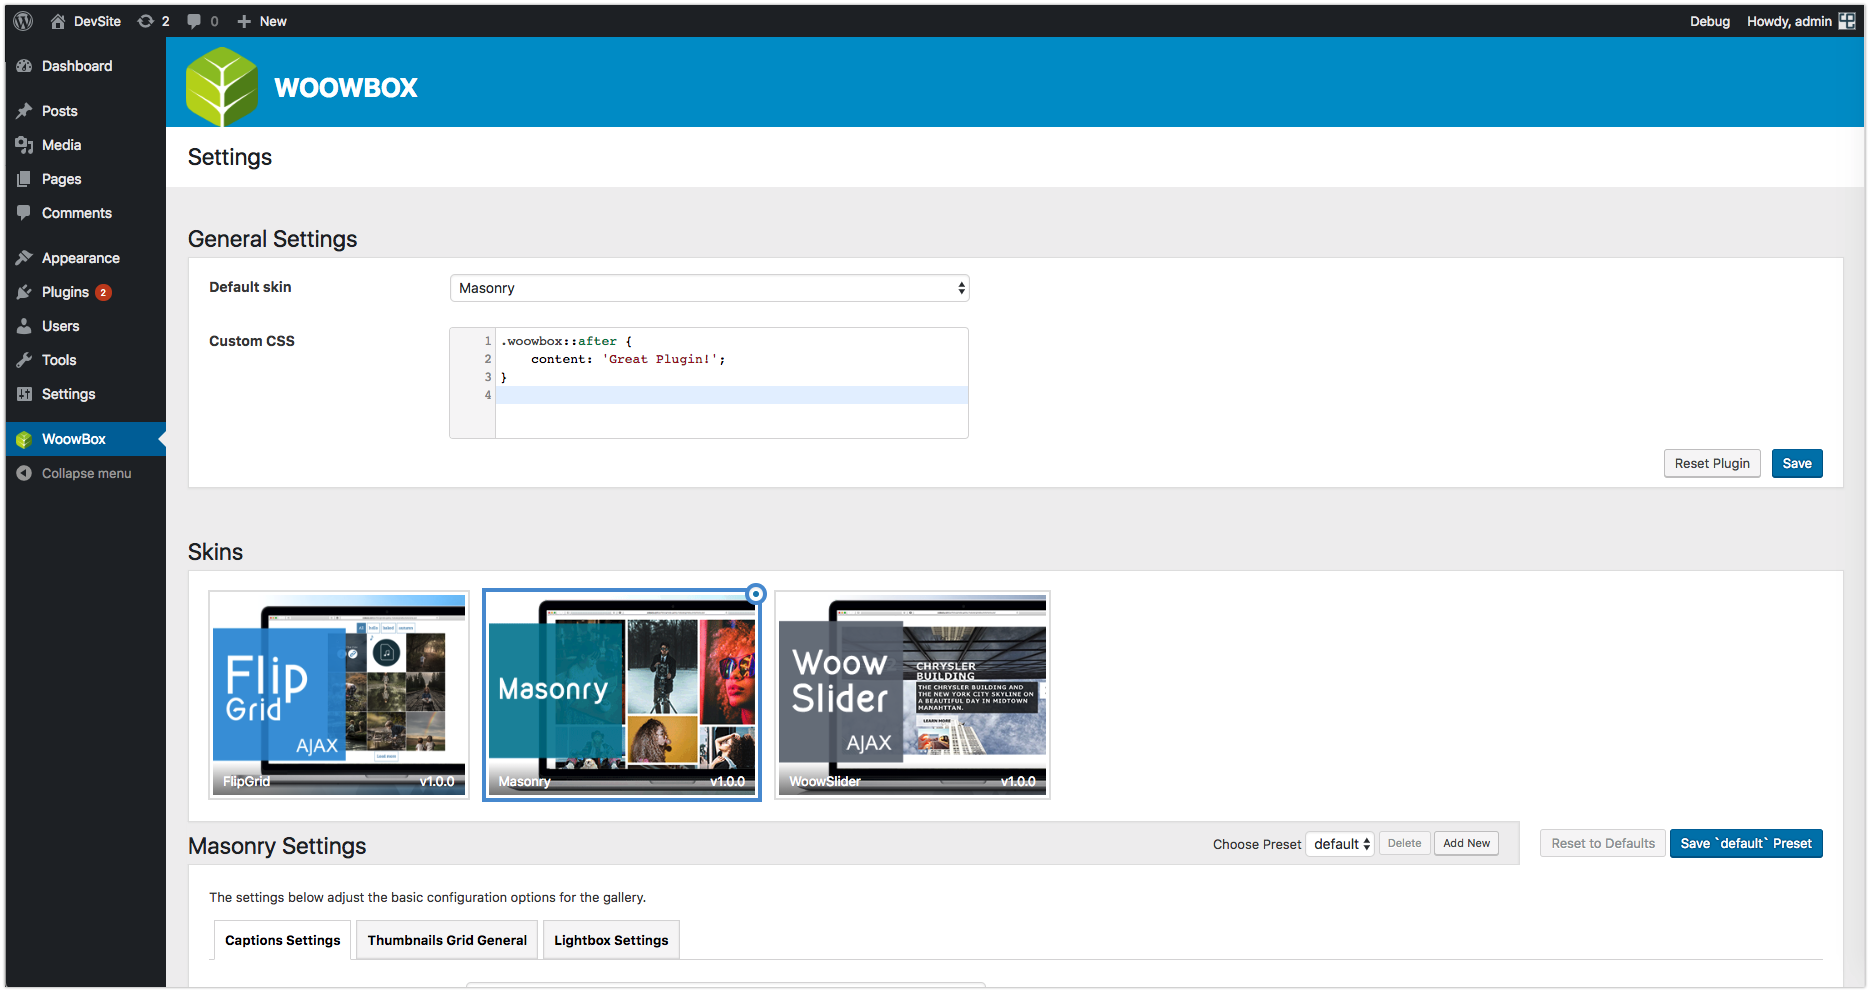 DevSite 2 0 New Debug Howdy, admin
Dashboard
Posts
Media
Pages
Comments
Appearance
Plugins 2
Users
Tools
Settings
WoowBox
Collapse menu
WOOWBOX
Settings
General Settings
Default skin Masonry
Custom CSS
1 .woowbox::after {
2 content: 'Great Plugin!';
3 }
4
Reset Plugin Save
Skins
Flip
Grid
AJAX
FlipGrid v1.0.0
Masonry
Masonry v1.0.0
Woow
Slider
AJAX
CHRYSLER
BUILDING
THE CHRYSLER BUILDING AND
THE NEW YORK CITY SKYLINE ON
A BEAUTIFUL DAY IN MIDTOWN
MANAHTTAN.
LEARN MORE
WoowSlider v1.0.0
Masonry Settings Choose Preset default Delete Add New Reset to Defaults Save `default` Preset
The settings below adjust the basic configuration options for the gallery.
Captions Settings Thumbnails Grid General Lightbox Settings